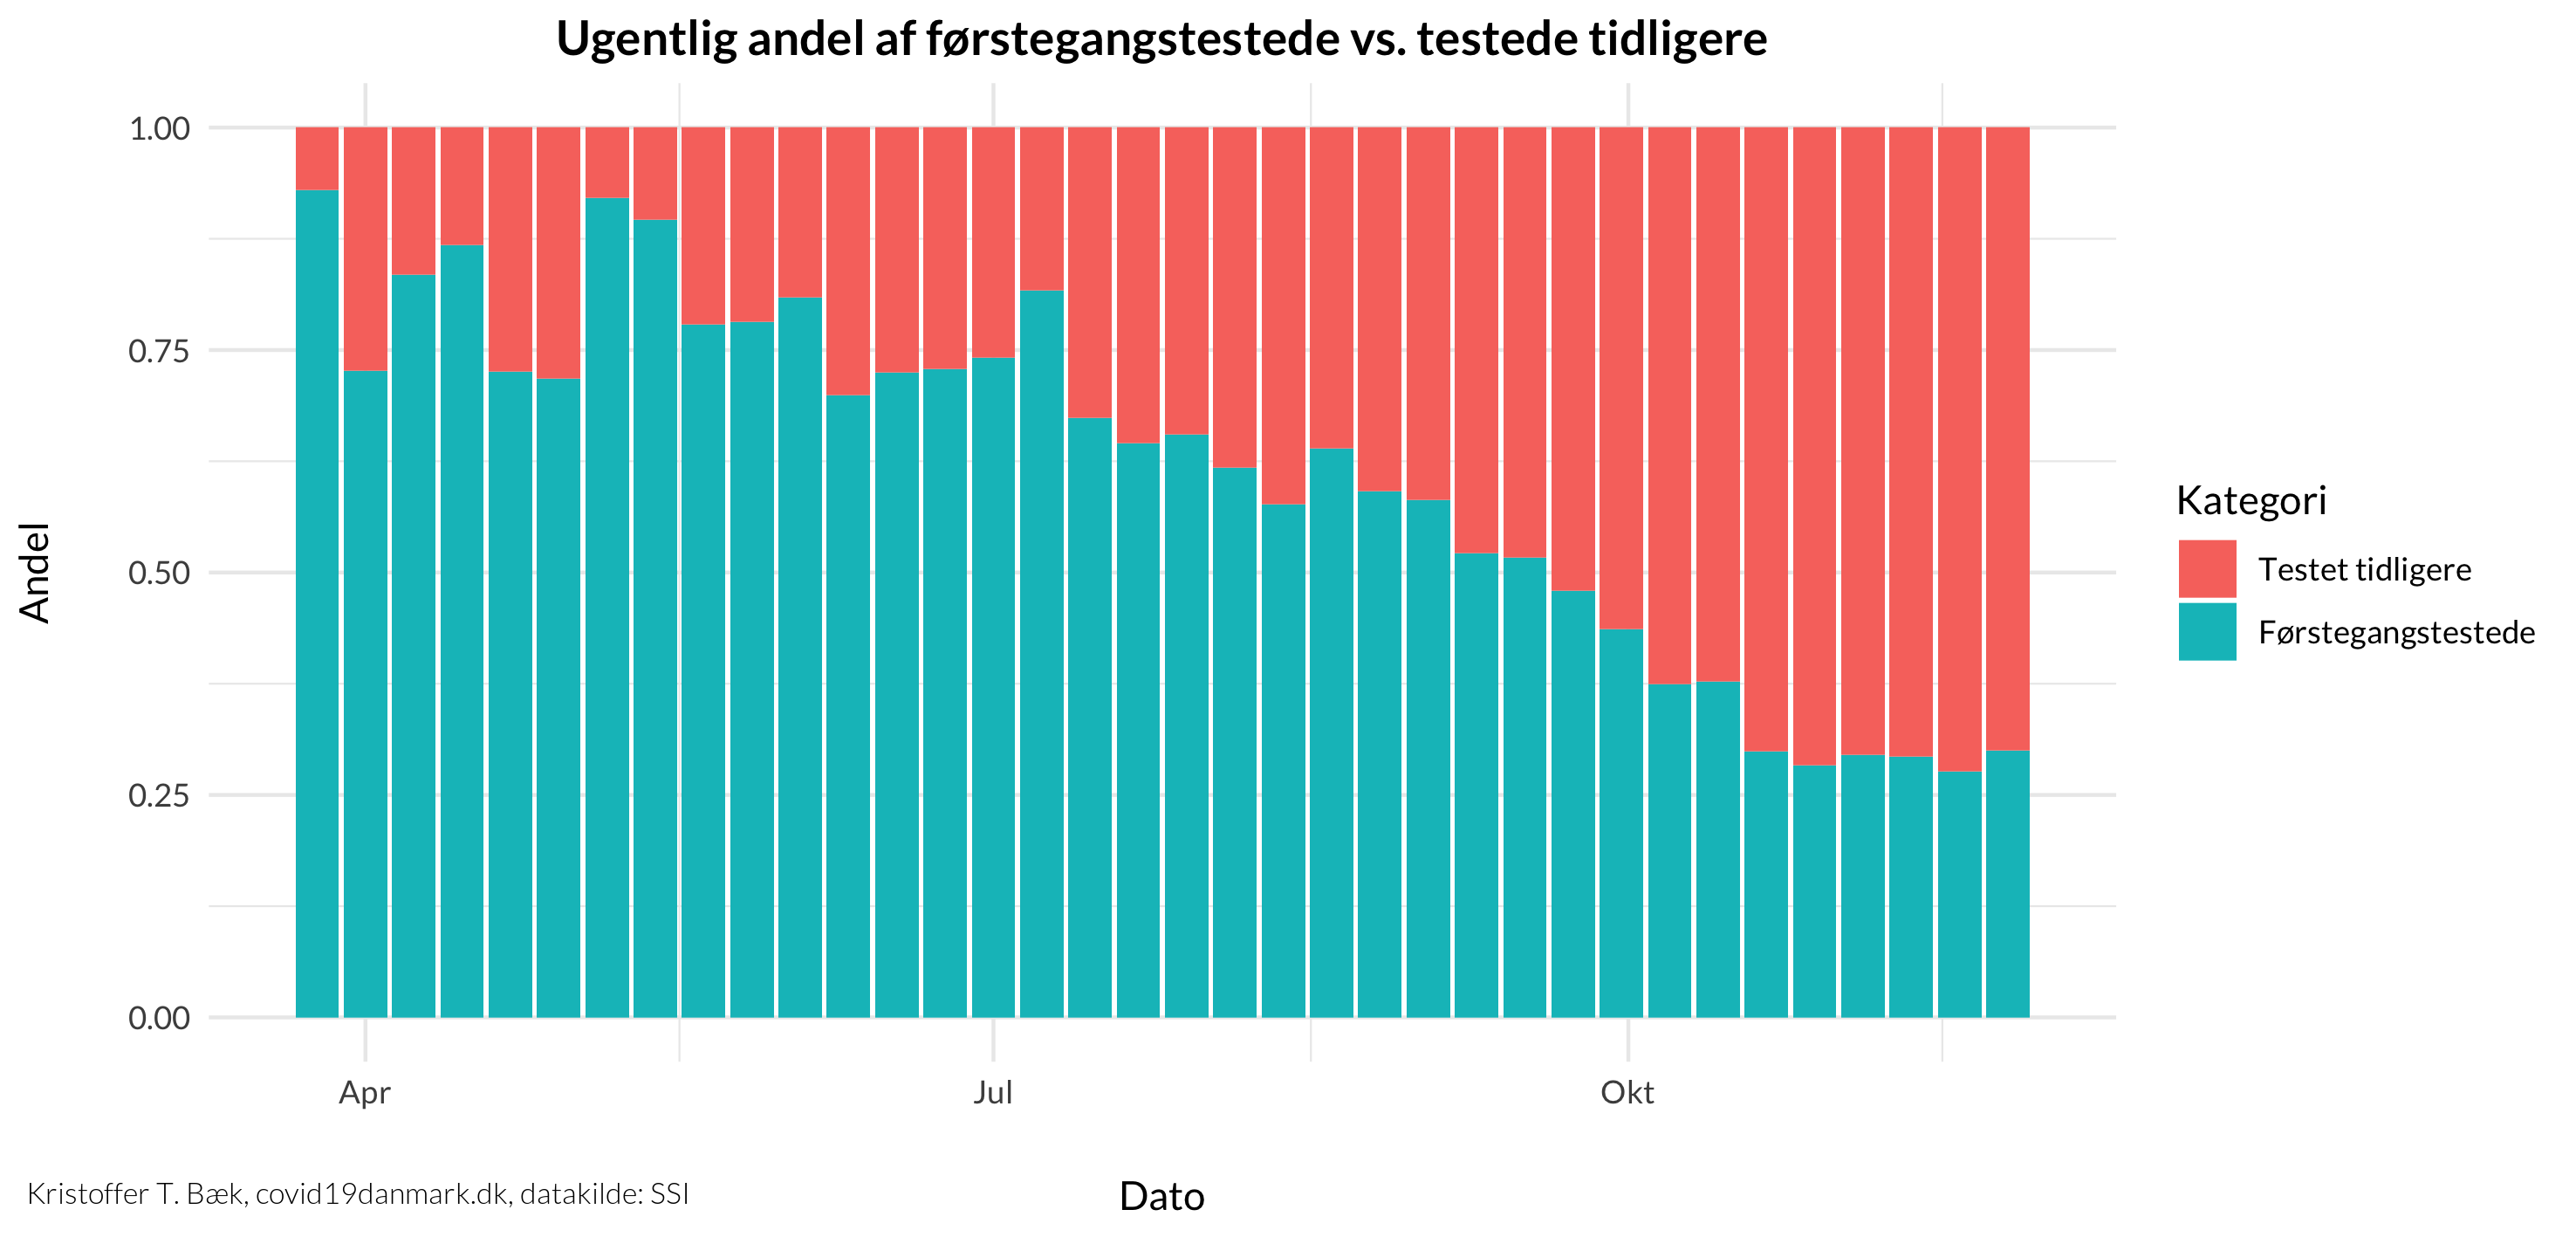 Ugentlig andel af førstegangstestede vs. testede tidligere
Andel
1.00
0.75
0.50
0.25
0.00
Apr
Jul
Okt
Dato
Kategori
Testet tidligere
Førstegangstestede
Kristoffer T. Bæk, covid19danmark.dk, datakilde: SSI